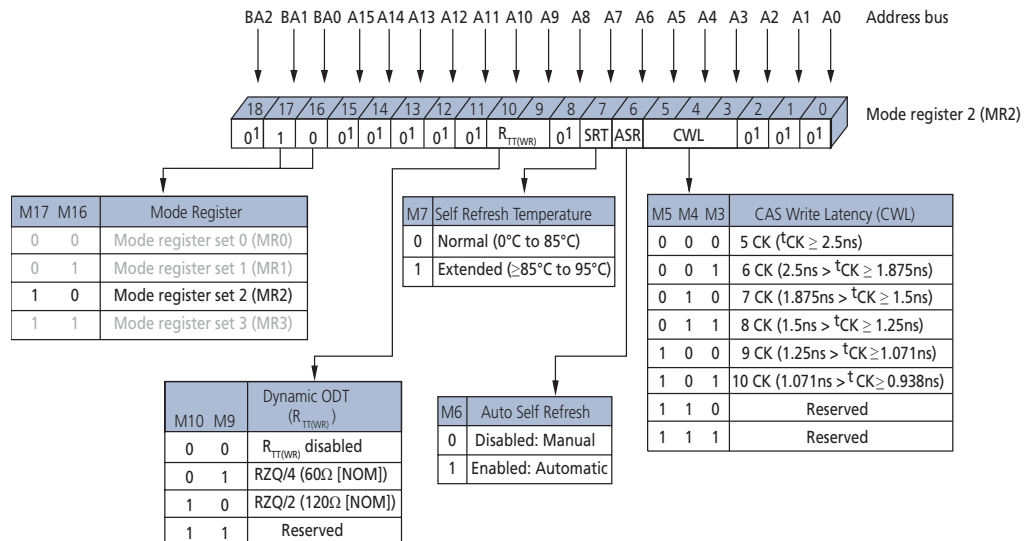 BA2 BA1 BA0 A15 A14 A13 A12 A11 A10 A9 A8 A7 A6 A5 A4 A3 A2 A1 A0 Address bus
18 17 16 15 14 13 12 11 10 9 8 7 6 5 4 3 2 1 0 Mode register 2 (MR2)
0¹ 1 0 0¹ 0¹ 0¹ 0¹ 0¹ R_TT(WR) 0¹ SRT ASR CWL 0¹ 0¹ 0¹
M17 M16 Mode Register
0 0 Mode register set 0 (MR0)
0 1 Mode register set 1 (MR1)
1 0 Mode register set 2 (MR2)
1 1 Mode register set 3 (MR3)
M7 Self Refresh Temperature
0 Normal (0°C to 85°C)
1 Extended (≥85°C to 95°C)
M5 M4 M3 CAS Write Latency (CWL)
0 0 0 5 CK (ᵗCK ≥ 2.5ns)
0 0 1 6 CK (2.5ns > ᵗCK ≥ 1.875ns)
0 1 0 7 CK (1.875ns > ᵗCK ≥ 1.5ns)
0 1 1 8 CK (1.5ns > ᵗCK ≥ 1.25ns)
1 0 0 9 CK (1.25ns > ᵗCK ≥1.071ns)
1 0 1 10 CK (1.071ns > ᵗCK ≥ 0.938ns)
1 1 0 Reserved
1 1 1 Reserved
M10 M9 Dynamic ODT
(R_TT(WR))
0 0 R_TT(WR) disabled
0 1 RZQ/4 (60Ω [NOM])
1 0 RZQ/2 (120Ω [NOM])
1 1 Reserved
M6 Auto Self Refresh
0 Disabled: Manual
1 Enabled: Automatic